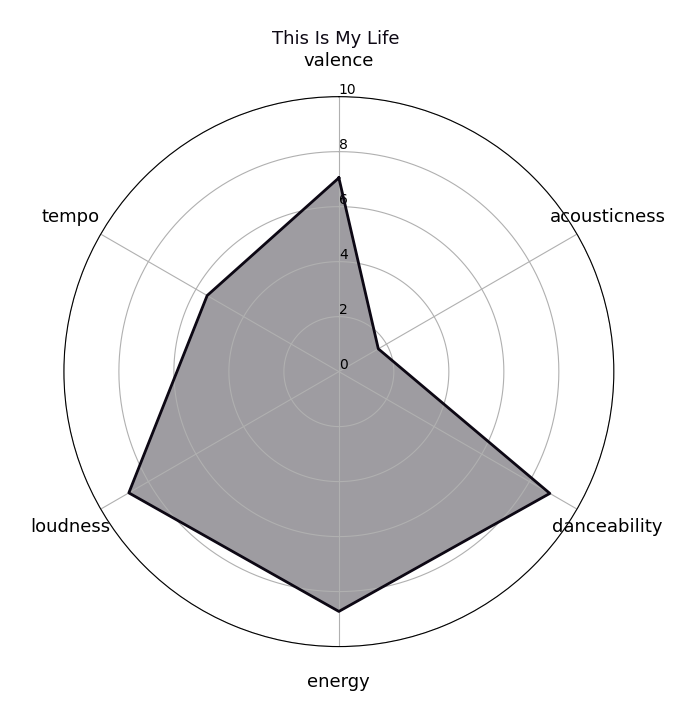 This Is My Life
valence
10
8
tempo
acousticness
6
4
2
0
loudness
danceability
energy